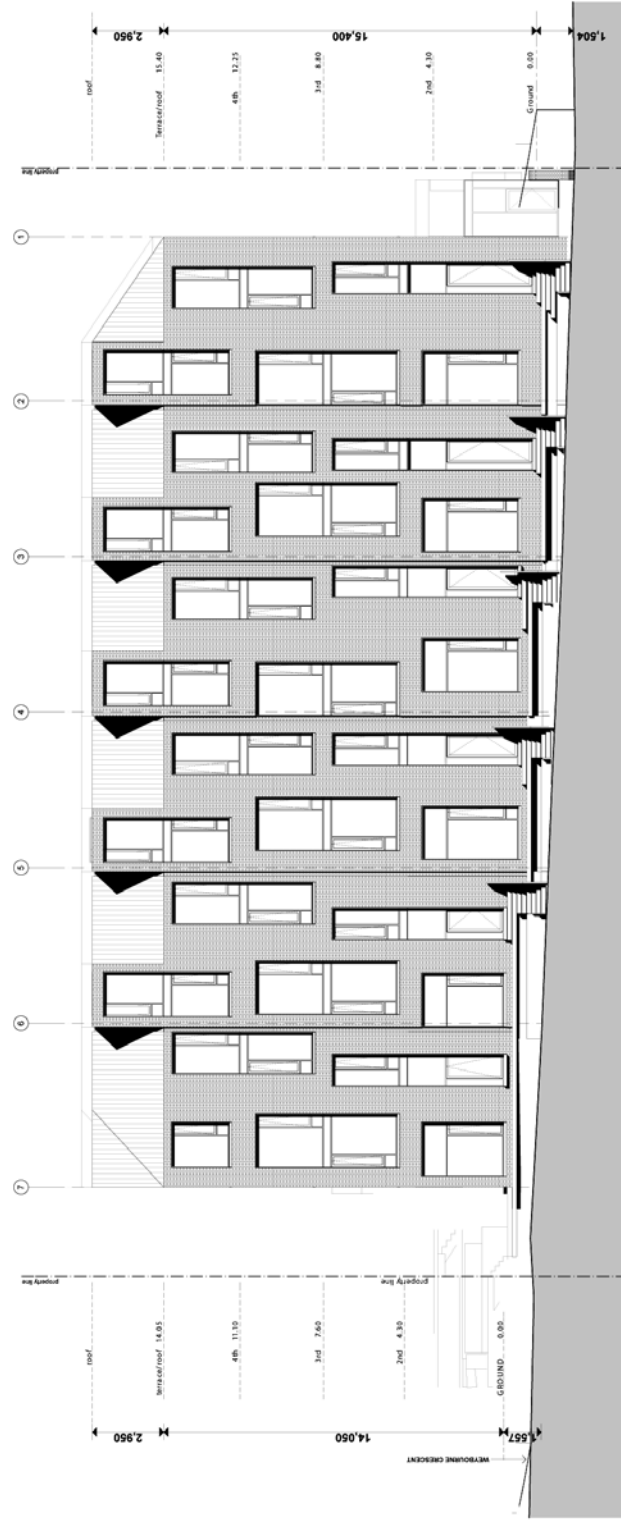 2,950
15,400
1,504
roof
Terrace/roof 15.40
4th 12.25
3rd 8.80
2nd 4.30
Ground 0.00
property line
1
2
3
4
5
6
7
property line
property line
roof
terrace/roof 14.05
4th 11.10
3rd 7.60
2nd 4.30
GROUND 0.00
2,950
14,050
1,557
WEYBOURNE CRESCENT